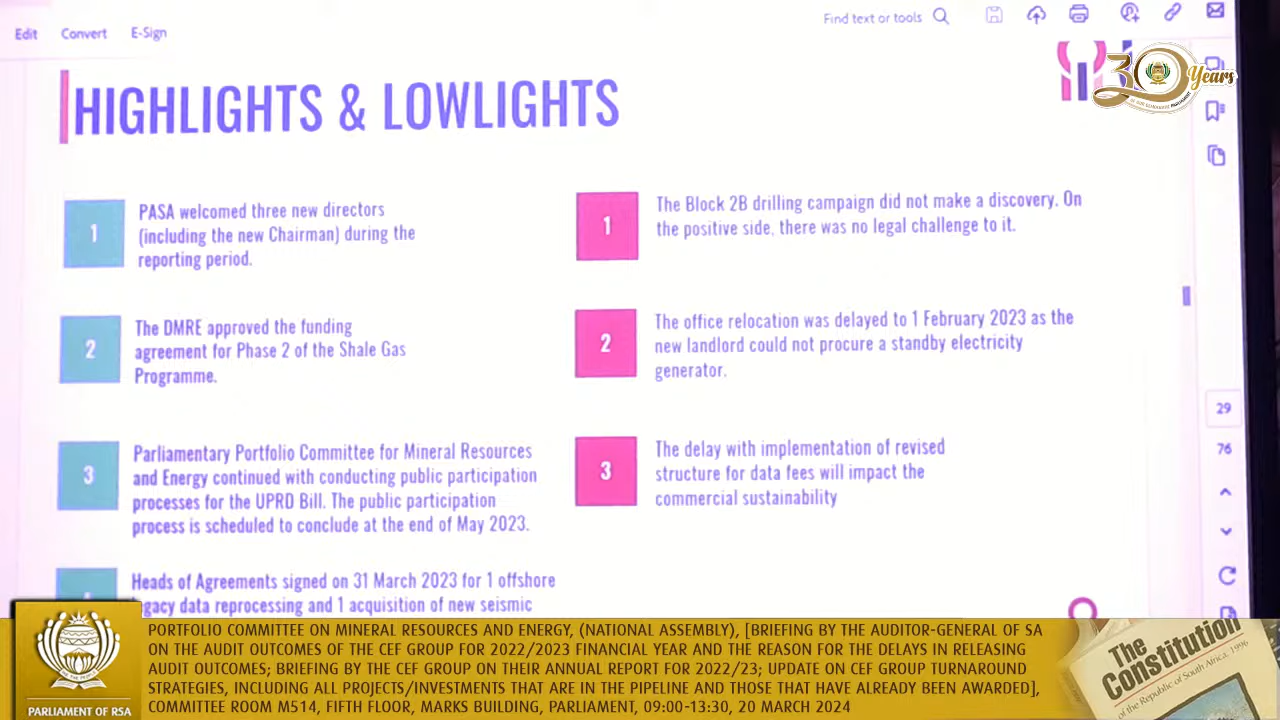 Edit Convert E-Sign
Find text or tools
30 Years
HIGHLIGHTS & LOWLIGHTS
1
PASA welcomed three new directors
(including the new Chairman) during the
reporting period.
2
The DMRE approved the funding
agreement for Phase 2 of the Shale Gas
Programme.
3
Parliamentary Portfolio Committee for Mineral Resources
and Energy continued with conducting public participation
processes for the UPRD Bill. The public participation
process is scheduled to conclude at the end of May 2023.
Heads of Agreements signed on 31 March 2023 for 1 offshore
legacy data reprocessing and 1 acquisition of new seismic
1
The Block 2B drilling campaign did not make a discovery. On
the positive side, there was no legal challenge to it.
2
The office relocation was delayed to 1 February 2023 as the
new landlord could not procure a standby electricity
generator.
3
The delay with implementation of revised
structure for data fees will impact the
commercial sustainability
29
76
PARLIAMENT OF RSA
PORTFOLIO COMMITTEE ON MINERAL RESOURCES AND ENERGY, (NATIONAL ASSEMBLY), [BRIEFING BY THE AUDITOR-GENERAL OF SA
ON THE AUDIT OUTCOMES OF THE CEF GROUP FOR 2022/2023 FINANCIAL YEAR AND THE REASON FOR THE DELAYS IN RELEASING
AUDIT OUTCOMES; BRIEFING BY THE CEF GROUP ON THEIR ANNUAL REPORT FOR 2022/23; UPDATE ON CEF GROUP TURNAROUND
STRATEGIES, INCLUDING ALL PROJECTS/INVESTMENTS THAT ARE IN THE PIPELINE AND THOSE THAT HAVE ALREADY BEEN AWARDED],
COMMITTEE ROOM M514, FIFTH FLOOR, MARKS BUILDING, PARLIAMENT, 09:00-13:30, 20 MARCH 2024
The
Constitution
of the Republic of South Africa, 1996